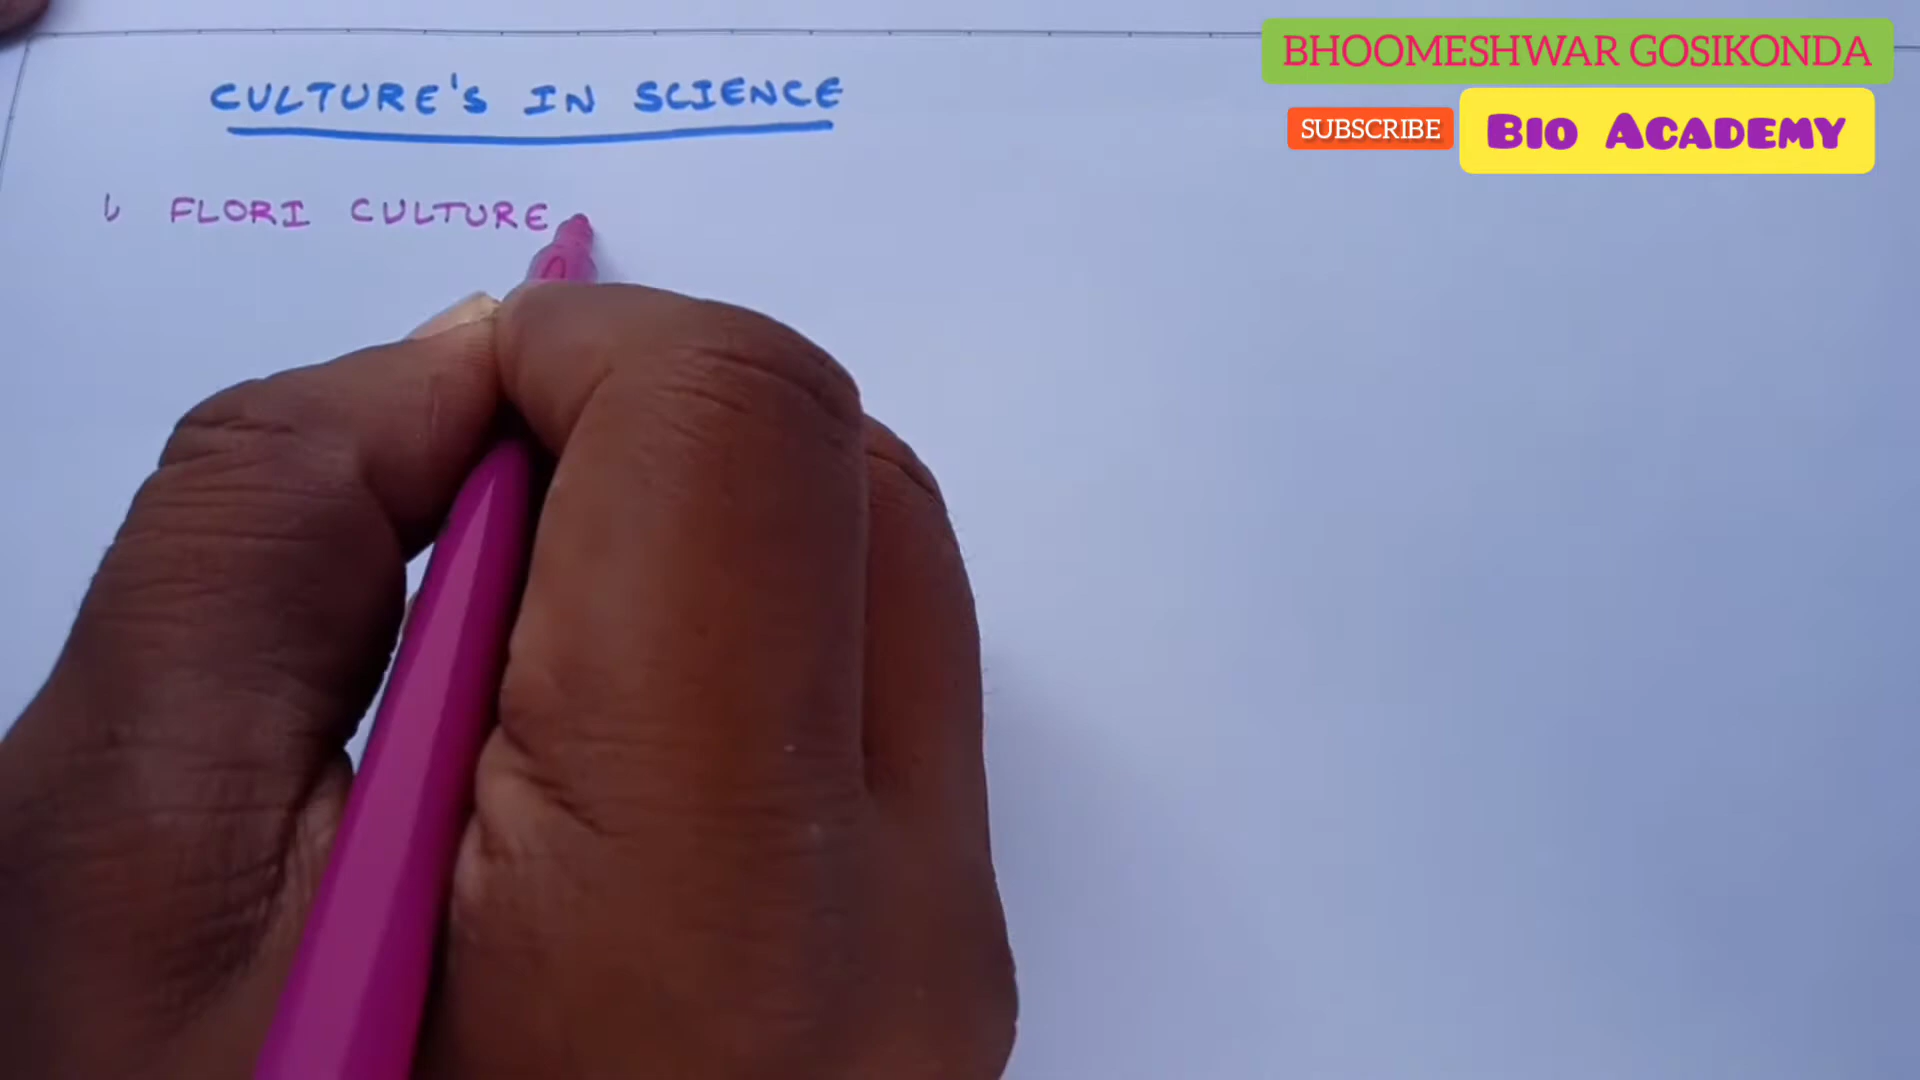 BHOOMESHWAR GOSIKONDA
SUBSCRIBE
BIO ACADEMY
CULTURE'S IN SCIENCE
1) FLORI CULTURE